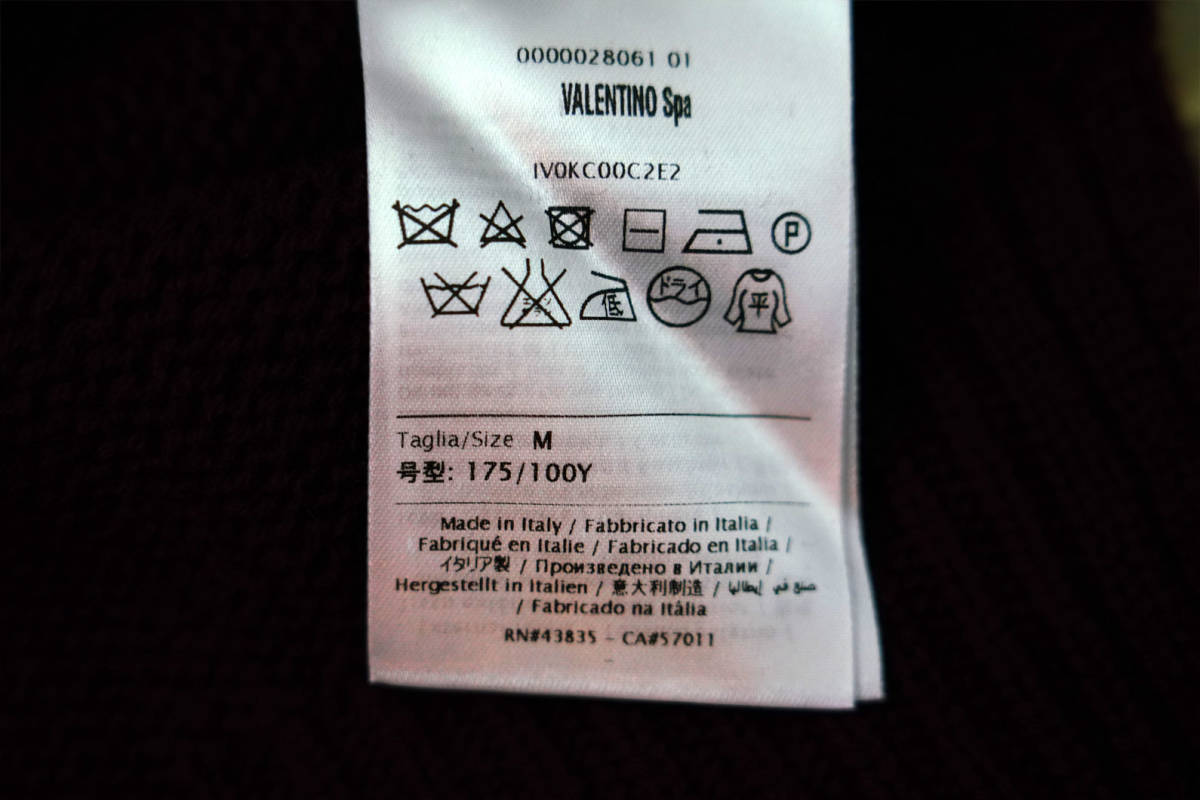 0000028061 01
VALENTINO Spa
IV0KC00C2E2
P
低 ドライ 平
Taglia/Size M
号型: 175/100Y
Made in Italy / Fabbricato in Italia /
Fabriqué en Italie / Fabricado en Italia /
イタリア製 / Произведено в Италии /
Hergestellt in Italien / 意大利制造 / صنع في إيطاليا
/ Fabricado na Itália
RN#43835 - CA#57011